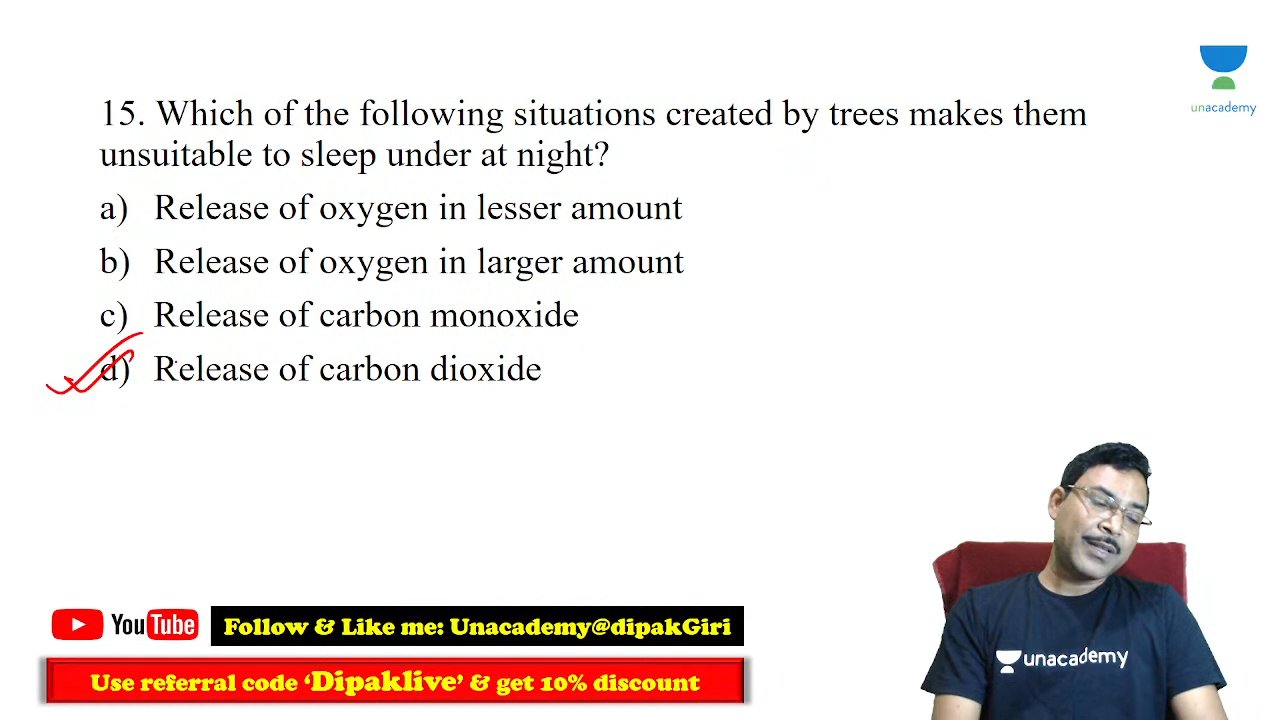 unacademy
15. Which of the following situations created by trees makes them
unsuitable to sleep under at night?
a) Release of oxygen in lesser amount
b) Release of oxygen in larger amount
c) Release of carbon monoxide
d) Release of carbon dioxide
unacademy
YouTube Follow & Like me: Unacademy@dipakGiri
Use referral code ‘Dipaklive’ & get 10% discount